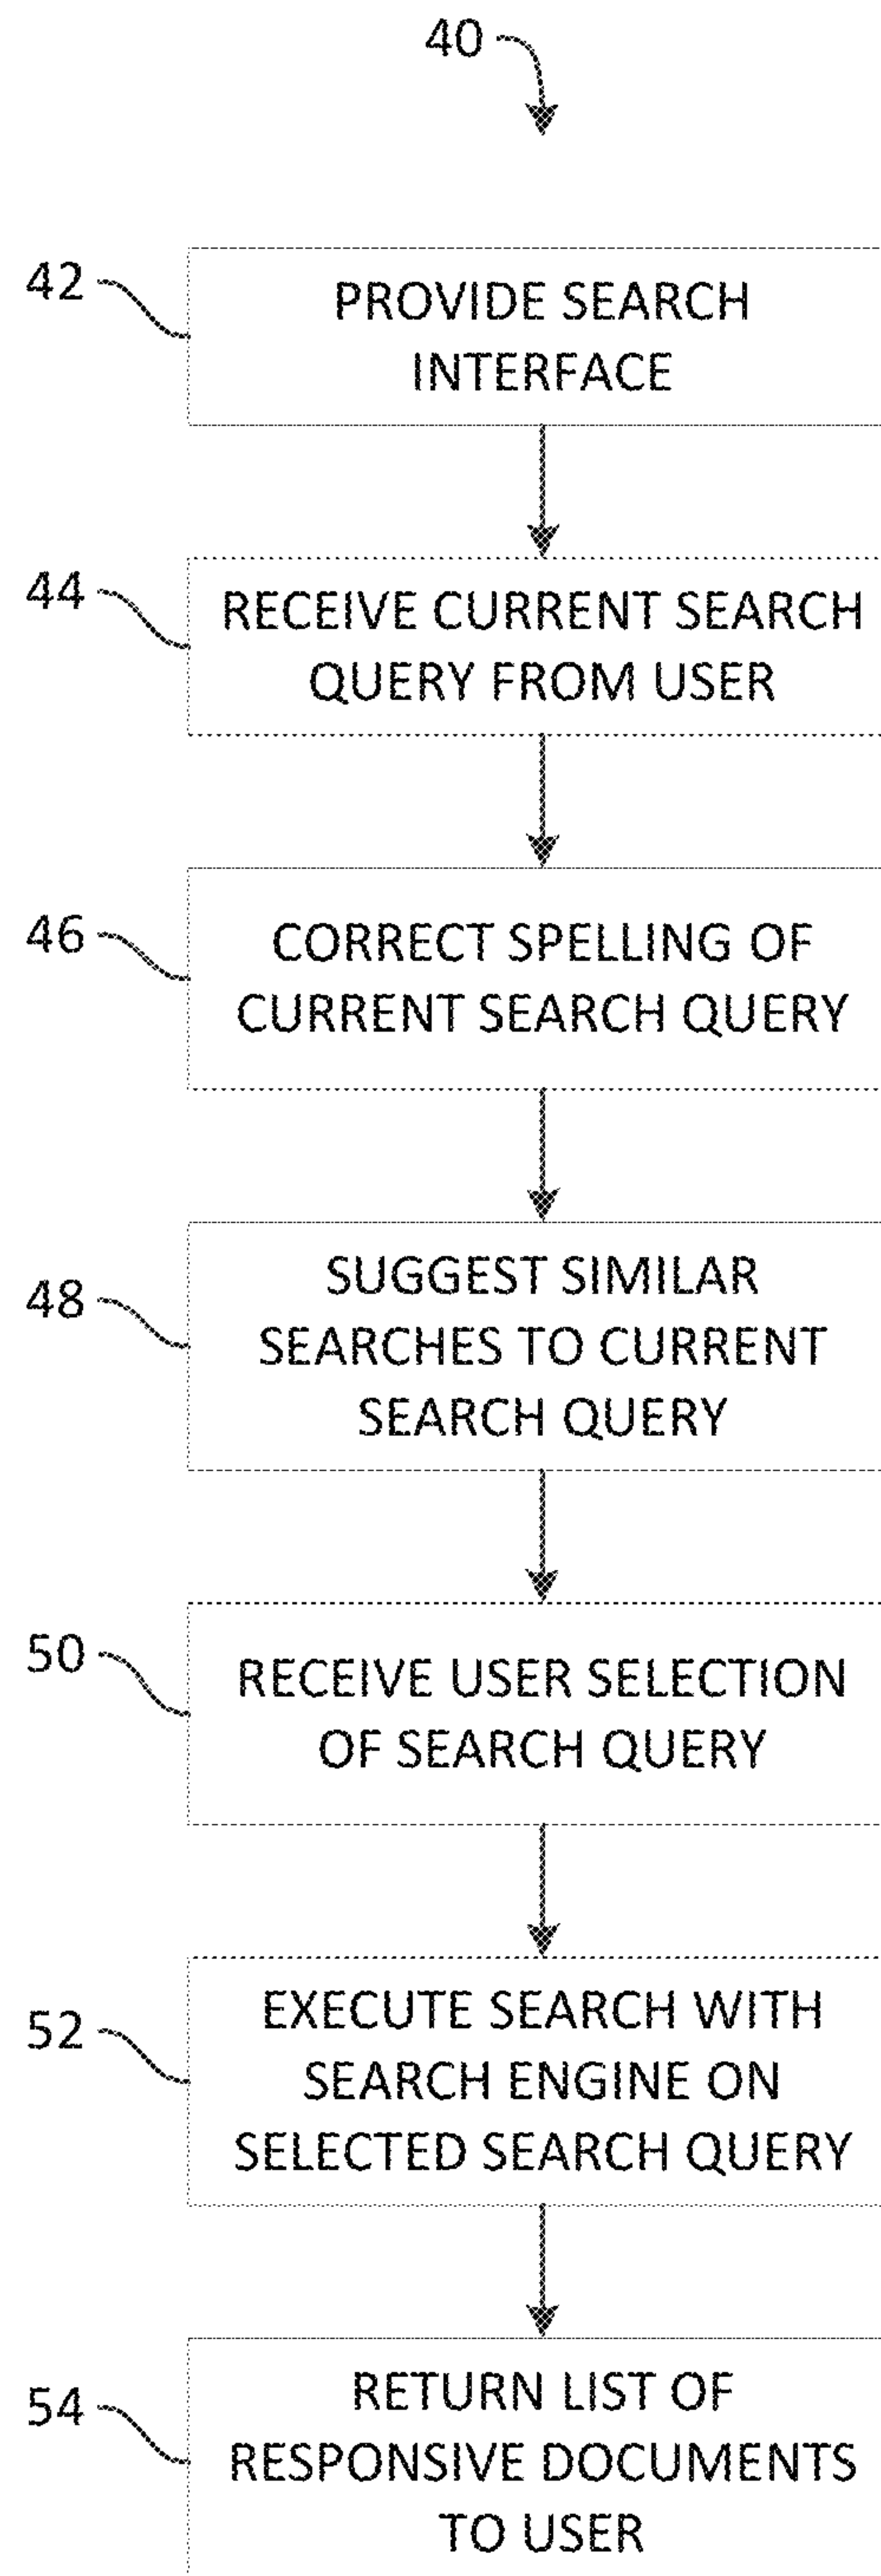 40
42
PROVIDE SEARCH
INTERFACE
44
RECEIVE CURRENT SEARCH
QUERY FROM USER
46
CORRECT SPELLING OF
CURRENT SEARCH QUERY
48
SUGGEST SIMILAR
SEARCHES TO CURRENT
SEARCH QUERY
50
RECEIVE USER SELECTION
OF SEARCH QUERY
52
EXECUTE SEARCH WITH
SEARCH ENGINE ON
SELECTED SEARCH QUERY
54
RETURN LIST OF
RESPONSIVE DOCUMENTS
TO USER